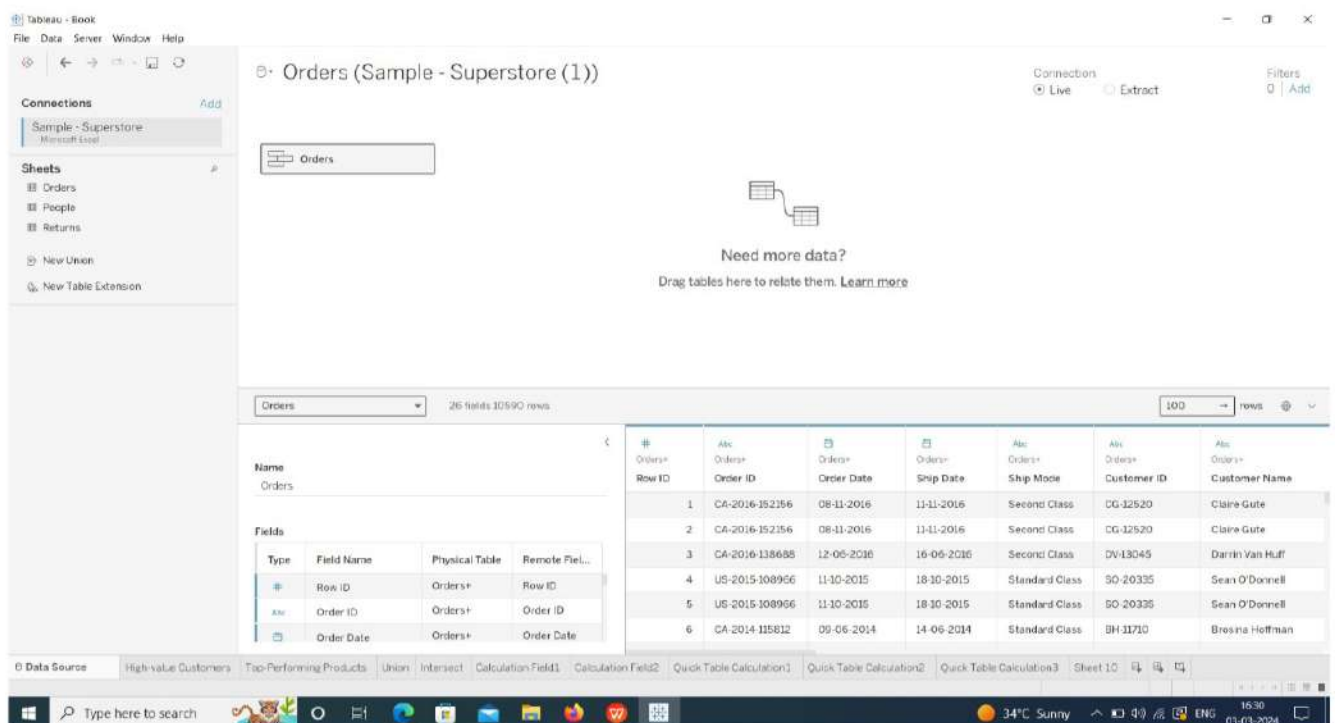 Tableau - Book
File Data Server Window Help
Connections Add
Sample - Superstore
Microsoft Excel
Sheets
Orders
People
Returns
New Union
New Table Extension
Orders (Sample - Superstore (1))
Connection
Live Extract
Filters
0 Add
Orders
Need more data?
Drag tables here to relate them. Learn more
Orders 26 fields 10590 rows 100 rows
Name
Orders
Fields
Type Field Name Physical Table Remote Fiel...
# Row ID Orders+ Row ID
Abc Order ID Orders+ Order ID
Order Date Orders+ Order Date
# Abc Abc Abc Abc
Orders+ Orders+ Orders+ Orders+ Orders+ Orders+ Orders+
Row ID Order ID Order Date Ship Date Ship Mode Customer ID Customer Name
1 CA-2016-152156 08-11-2016 11-11-2016 Second Class CG-12520 Claire Gute
2 CA-2016-152156 08-11-2016 11-11-2016 Second Class CG-12520 Claire Gute
3 CA-2016-138688 12-06-2016 16-06-2016 Second Class DV-13045 Darrin Van Huff
4 US-2015-108966 11-10-2015 18-10-2015 Standard Class SO-20335 Sean O'Donnell
5 US-2015-108966 11-10-2015 18-10-2015 Standard Class SO-20335 Sean O'Donnell
6 CA-2014-115812 09-06-2014 14-06-2014 Standard Class BH-11710 Brosina Hoffman
Data Source High-value Customers Top-Performing Products Union Intersect Calculation Field1 Calculation Field2 Quick Table Calculation1 Quick Table Calculation2 Quick Table Calculation3 Sheet 10
Type here to search 34°C Sunny ENG 16:30
03-03-2024